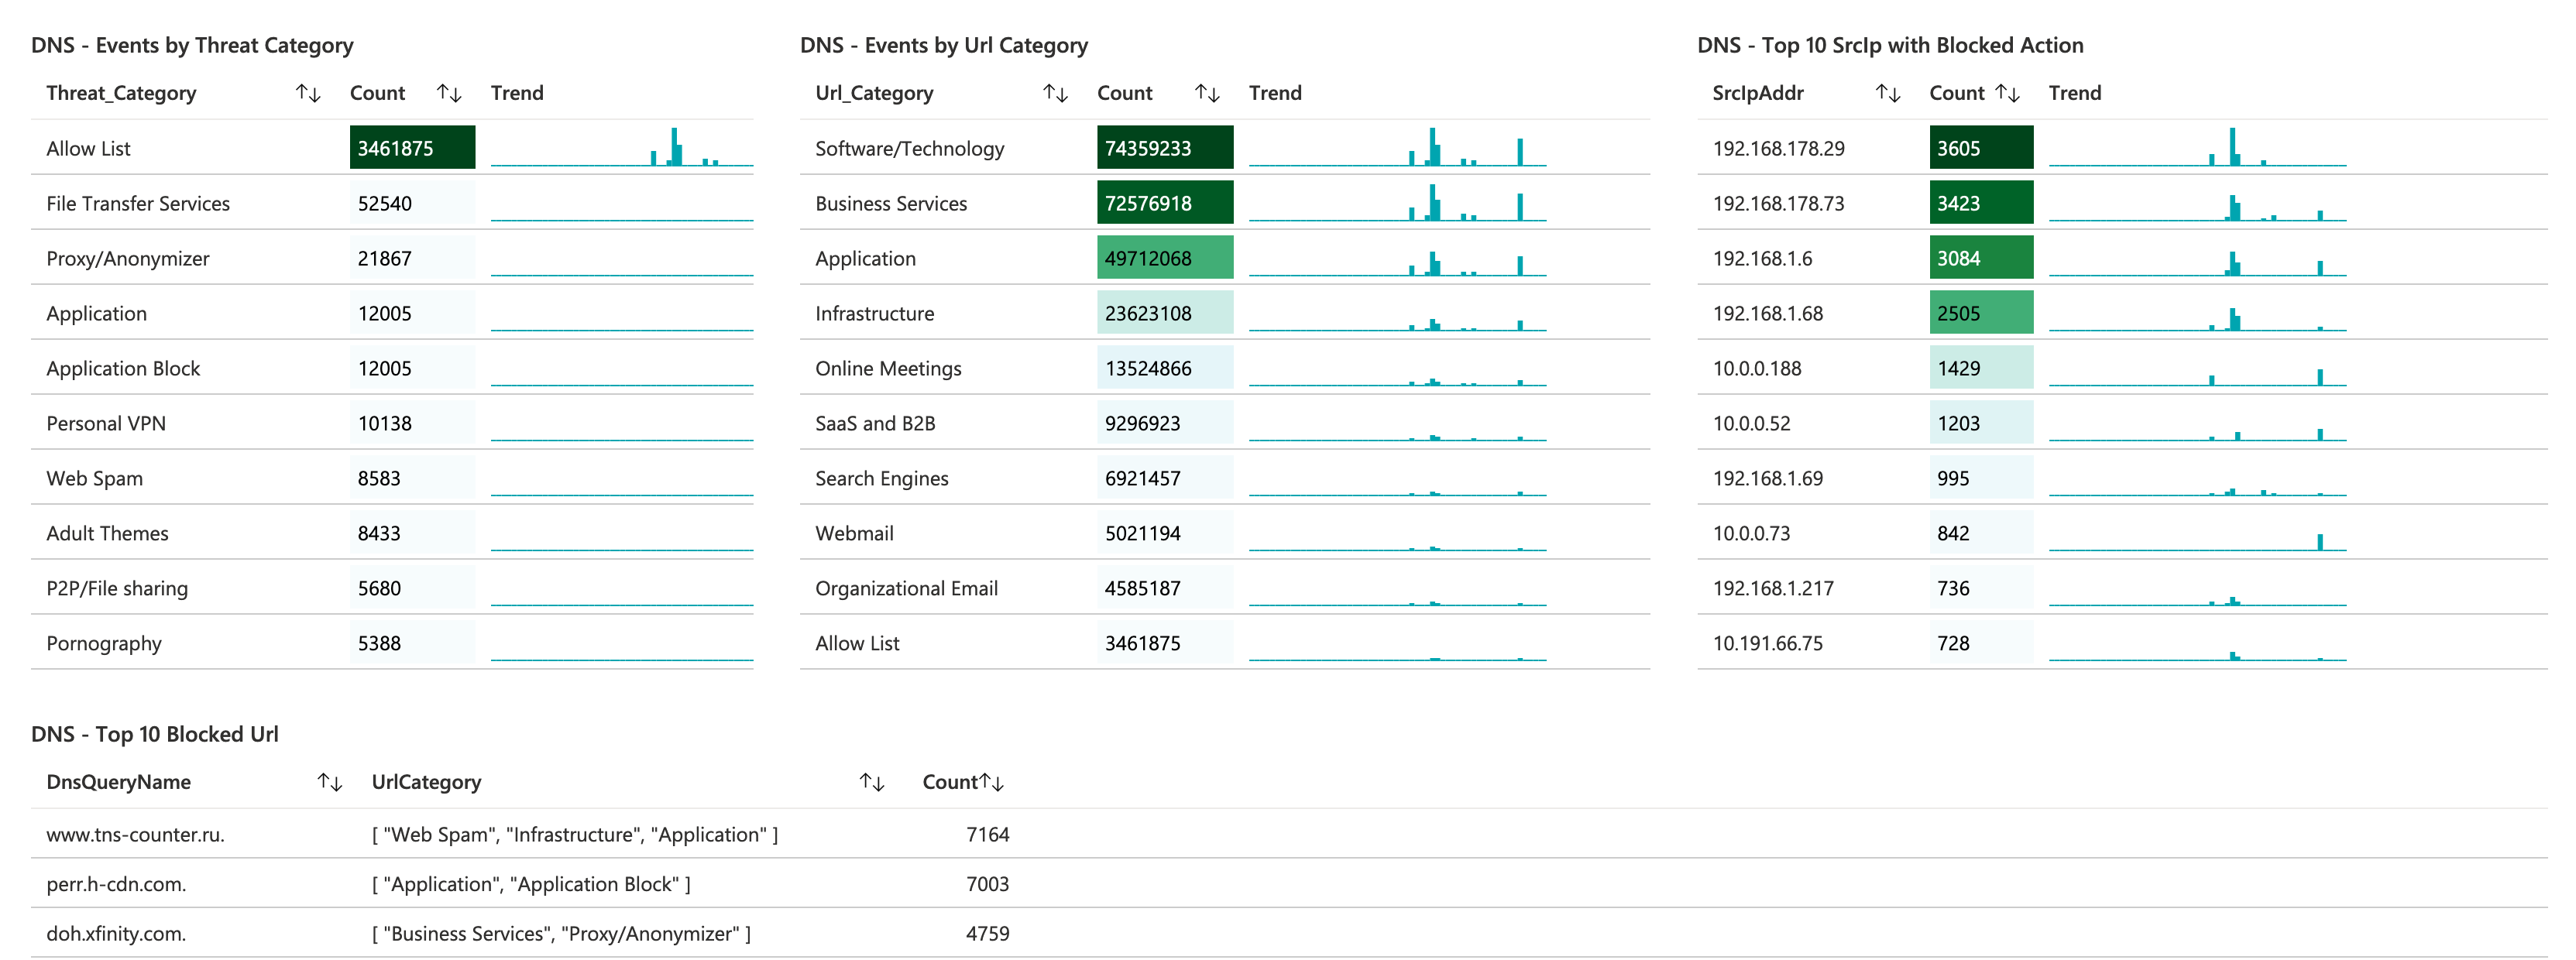 DNS - Events by Threat Category
Threat_Category ↑↓ Count ↑↓ Trend
Allow List 3461875
File Transfer Services 52540
Proxy/Anonymizer 21867
Application 12005
Application Block 12005
Personal VPN 10138
Web Spam 8583
Adult Themes 8433
P2P/File sharing 5680
Pornography 5388
DNS - Events by Url Category
Url_Category ↑↓ Count ↑↓ Trend
Software/Technology 74359233
Business Services 72576918
Application 49712068
Infrastructure 23623108
Online Meetings 13524866
SaaS and B2B 9296923
Search Engines 6921457
Webmail 5021194
Organizational Email 4585187
Allow List 3461875
DNS - Top 10 SrcIp with Blocked Action
SrcIpAddr ↑↓ Count ↑↓ Trend
192.168.178.29 3605
192.168.178.73 3423
192.168.1.6 3084
192.168.1.68 2505
10.0.0.188 1429
10.0.0.52 1203
192.168.1.69 995
10.0.0.73 842
192.168.1.217 736
10.191.66.75 728
DNS - Top 10 Blocked Url
DnsQueryName ↑↓ UrlCategory ↑↓ Count↑↓
www.tns-counter.ru. [ "Web Spam", "Infrastructure", "Application" ] 7164
perr.h-cdn.com. [ "Application", "Application Block" ] 7003
doh.xfinity.com. [ "Business Services", "Proxy/Anonymizer" ] 4759